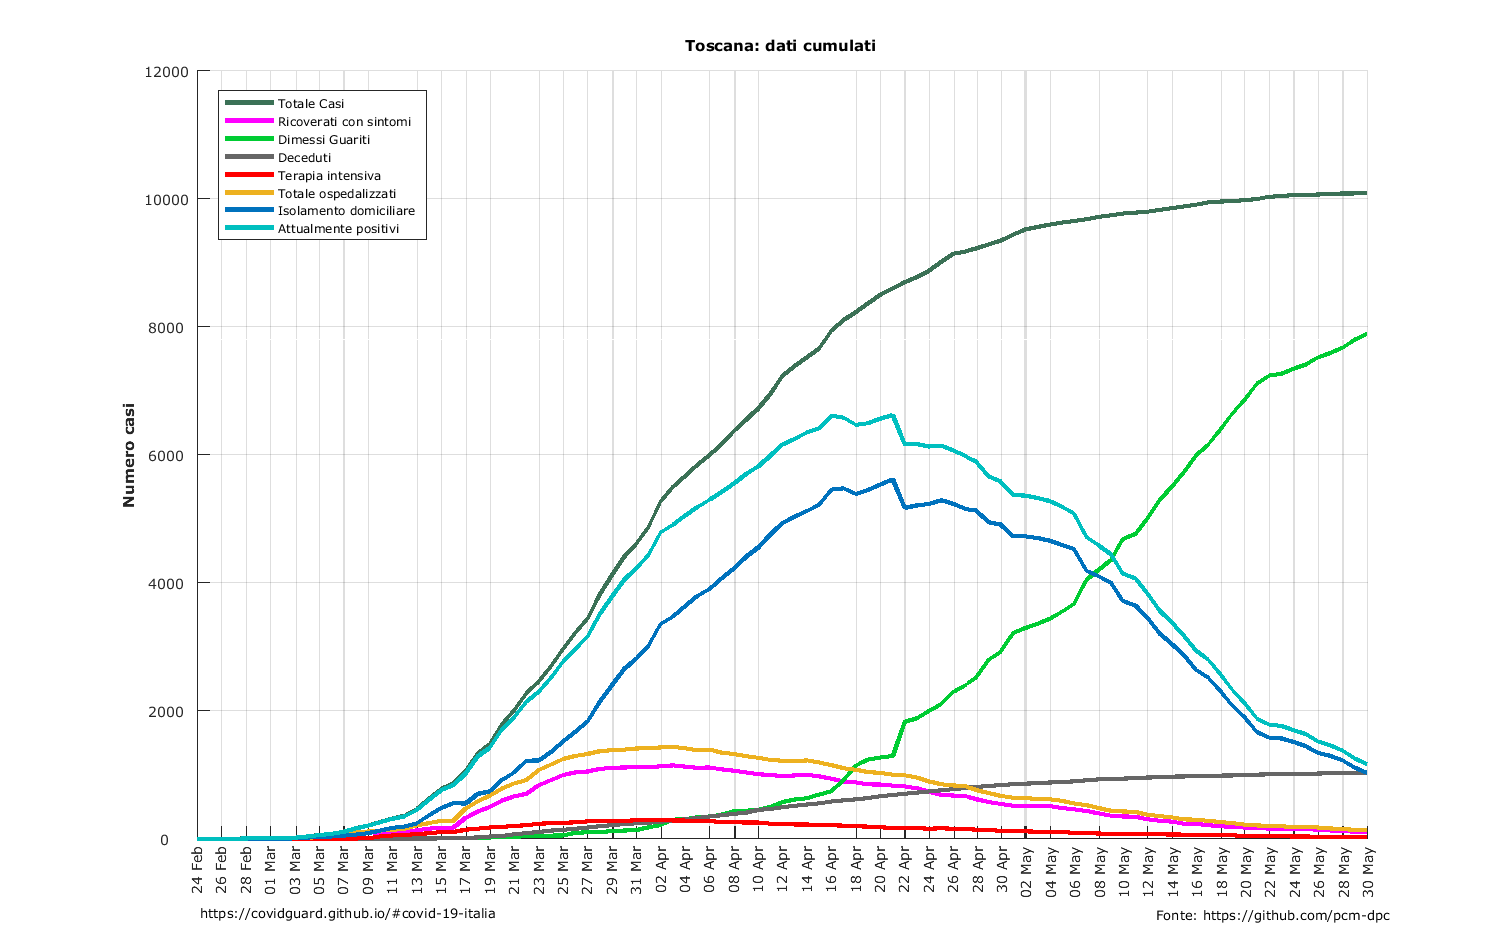 Toscana: dati cumulati
Numero casi
12000
10000
8000
6000
4000
2000
0
Totale Casi
Ricoverati con sintomi
Dimessi Guariti
Deceduti
Terapia intensiva
Totale ospedalizzati
Isolamento domiciliare
Attualmente positivi
24 Feb
26 Feb
28 Feb
01 Mar
03 Mar
05 Mar
07 Mar
09 Mar
11 Mar
13 Mar
15 Mar
17 Mar
19 Mar
21 Mar
23 Mar
25 Mar
27 Mar
29 Mar
31 Mar
02 Apr
04 Apr
06 Apr
08 Apr
10 Apr
12 Apr
14 Apr
16 Apr
18 Apr
20 Apr
22 Apr
24 Apr
26 Apr
28 Apr
30 Apr
02 May
04 May
06 May
08 May
10 May
12 May
14 May
16 May
18 May
20 May
22 May
24 May
26 May
28 May
30 May
https://covidguard.github.io/#covid-19-italia
Fonte: https://github.com/pcm-dpc